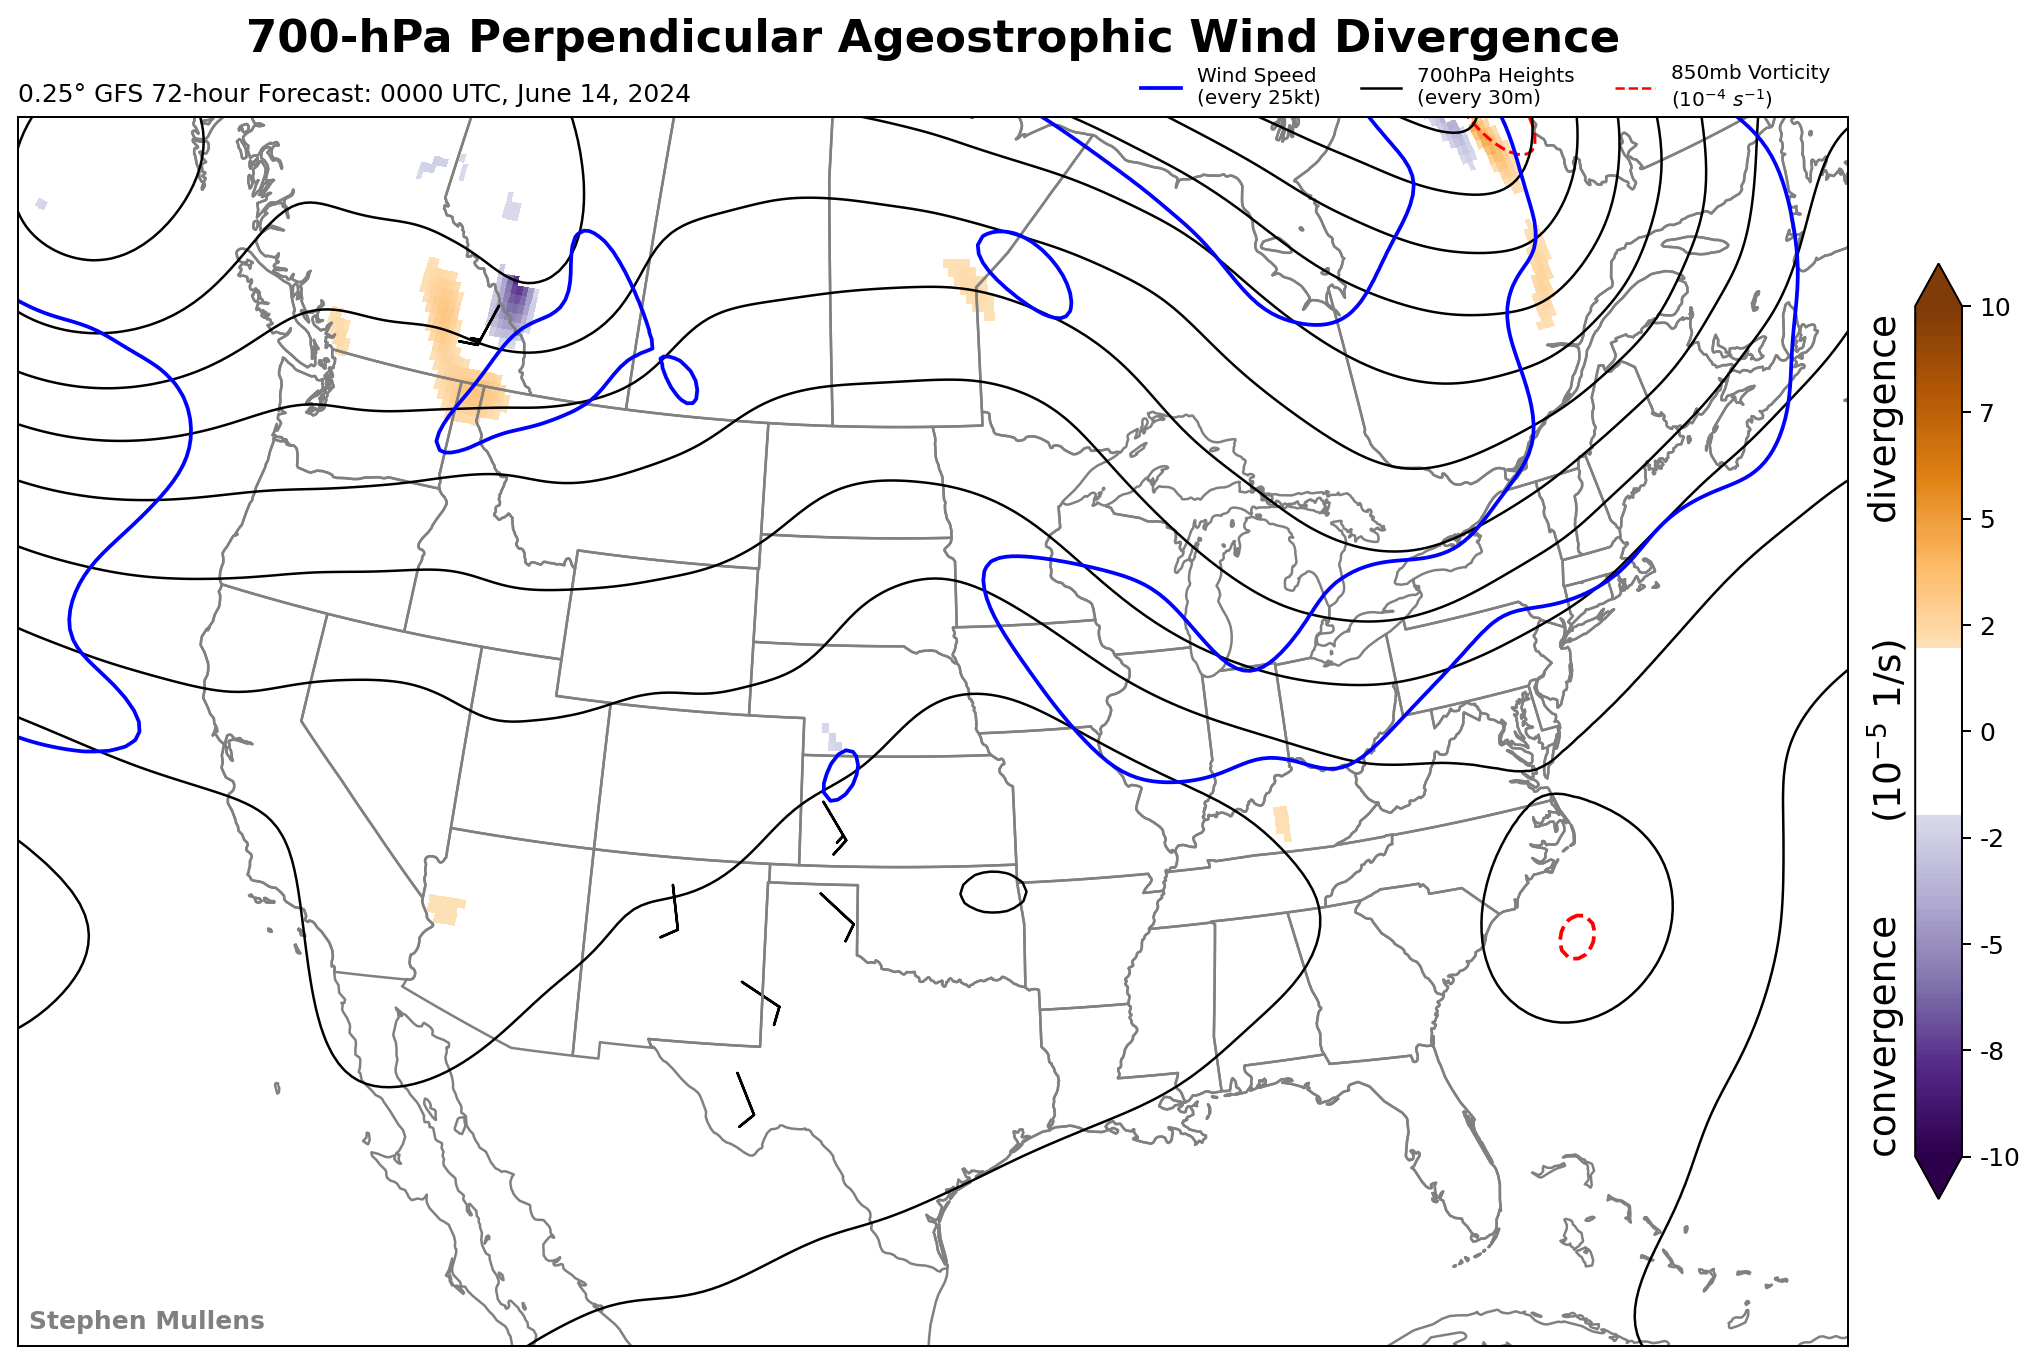 700-hPa Perpendicular Ageostrophic Wind Divergence
0.25° GFS 72-hour Forecast: 0000 UTC, June 14, 2024
Wind Speed
(every 25kt)
700hPa Heights
(every 30m)
850mb Vorticity
(10⁻⁴ s⁻¹)
10
7
5
2
0
-2
-5
-8
-10
convergence (10⁻⁵ 1/s) divergence
Stephen Mullens